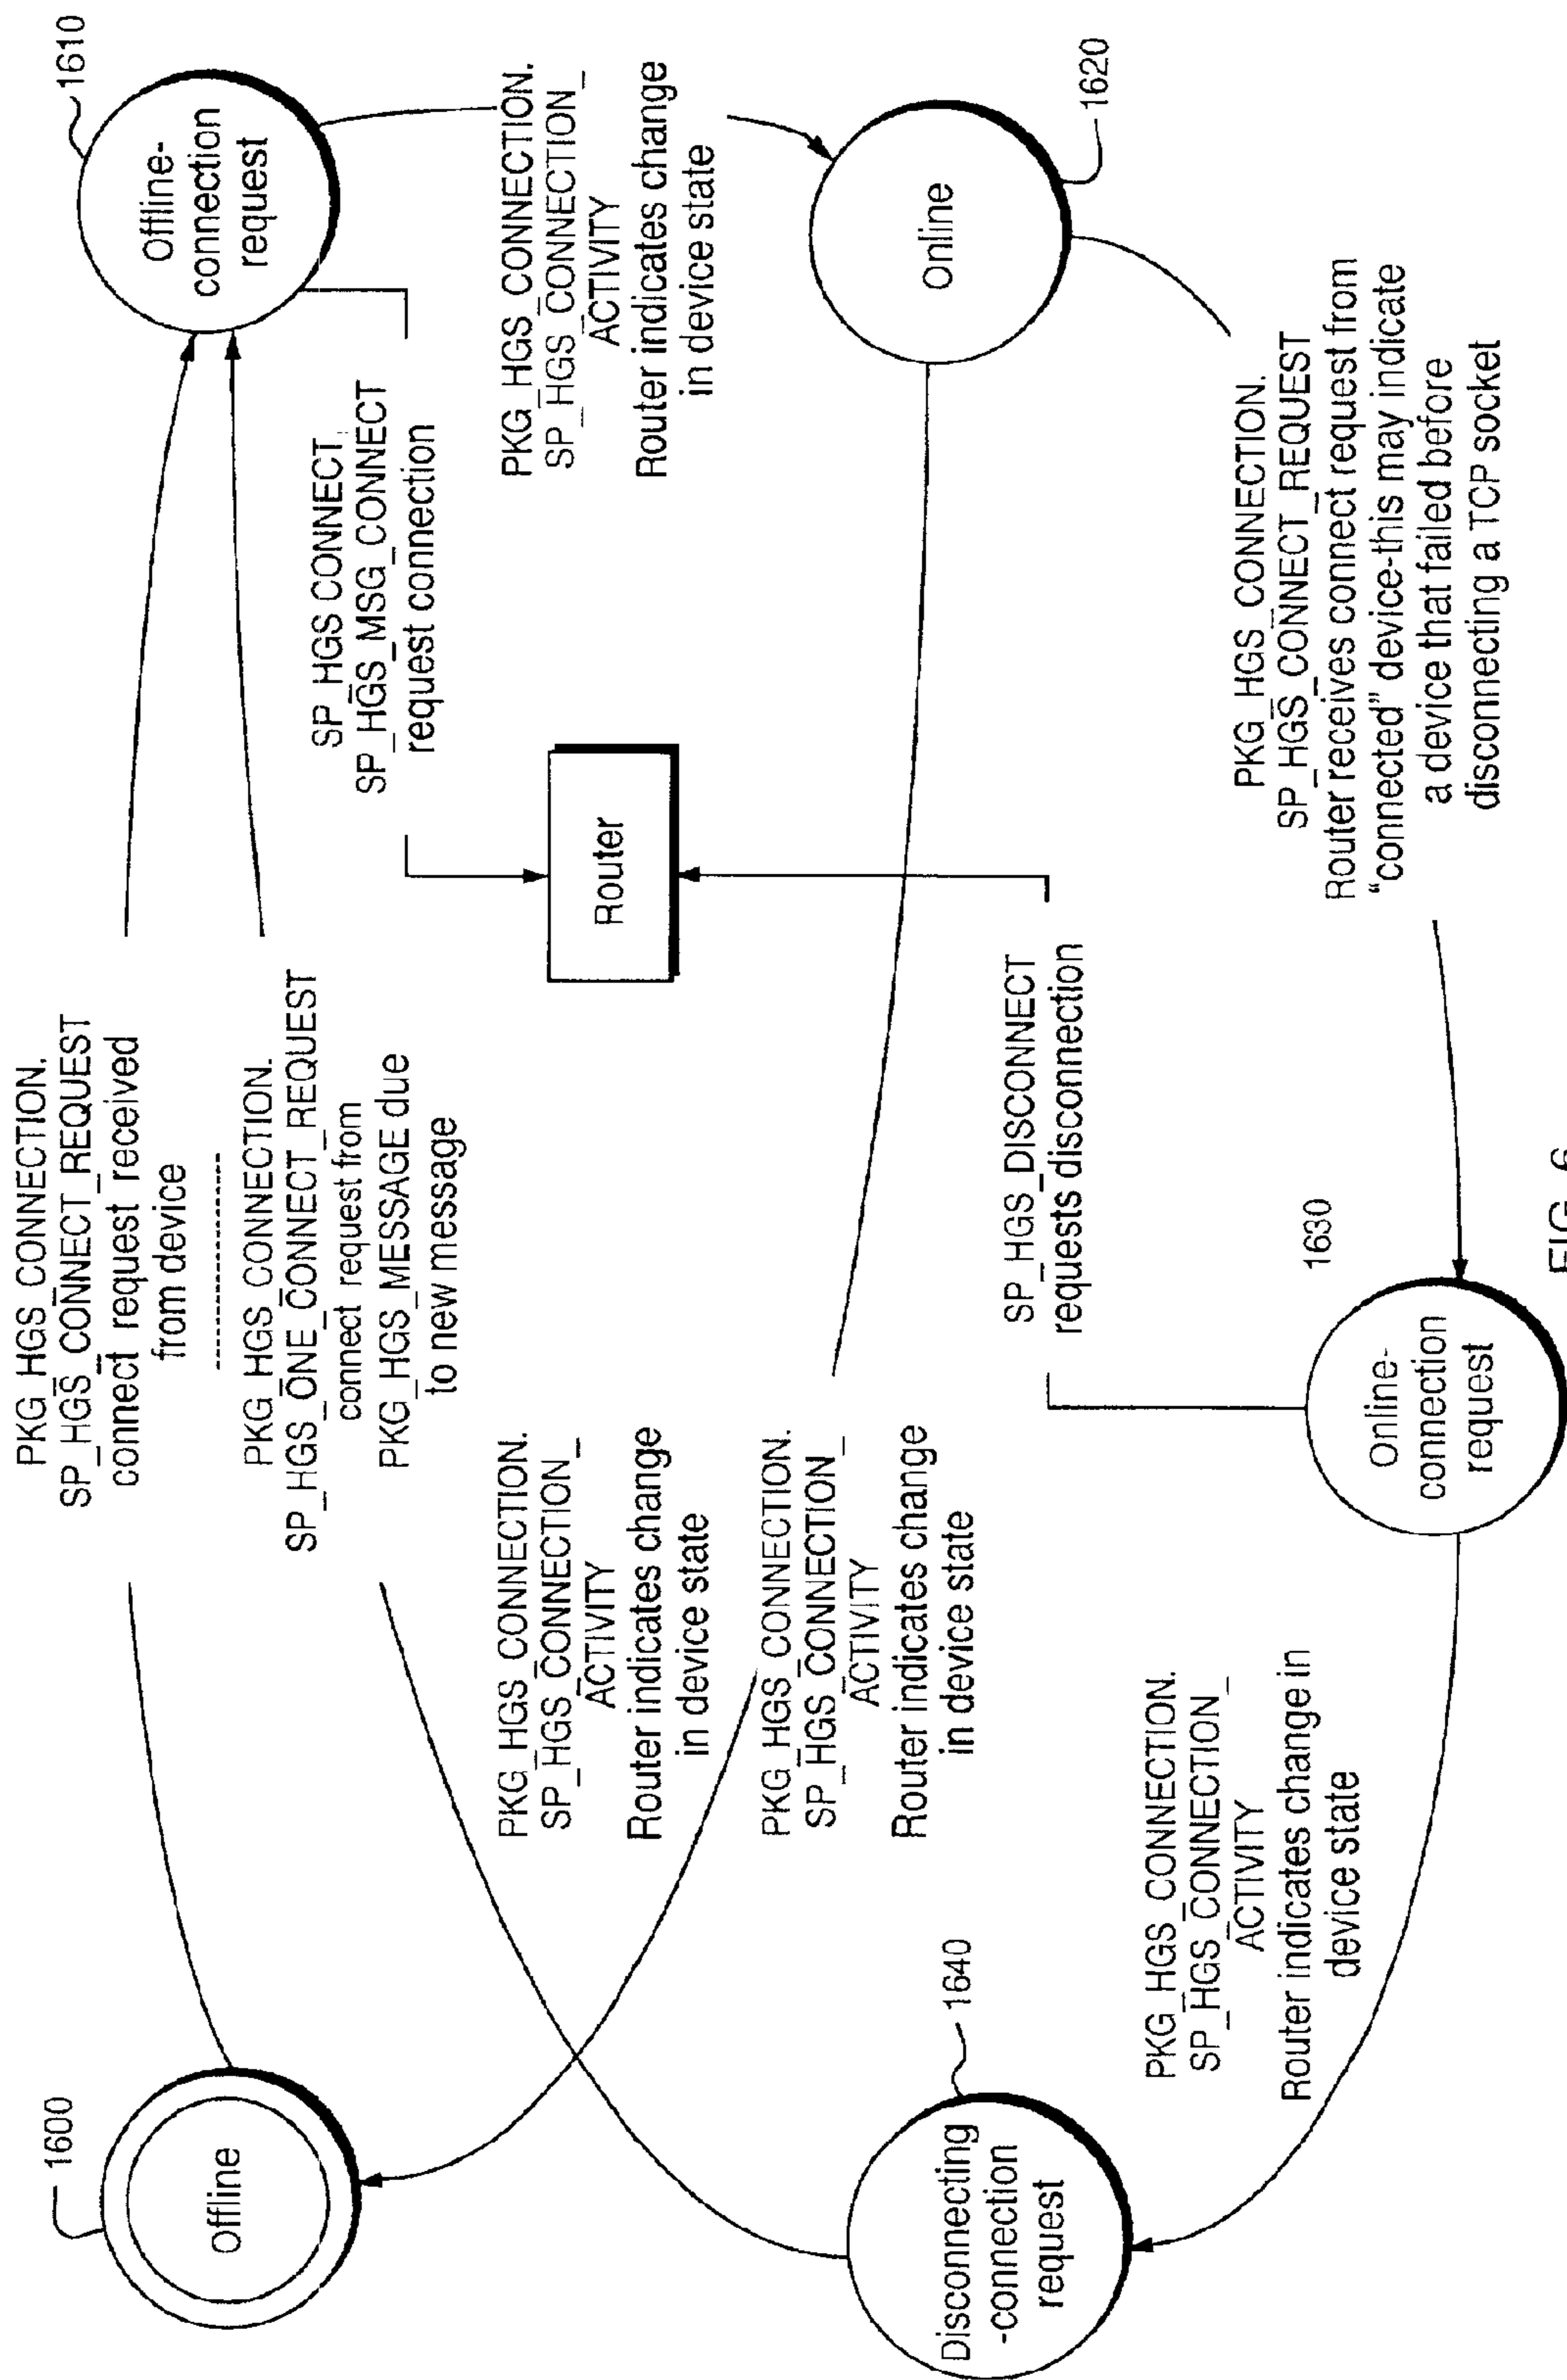 1600
Offline
PKG_HGS_CONNECTION.
SP_HGS_CONNECT_REQUEST
connect request received
from device
PKG_HGS_CONNECTION.
SP_HGS_ONE_CONNECT_REQUEST
connect request from
PKG_HGS_MESSAGE due
to new message
1610
Offline-
connection
request
SP_HGS CONNECT.
SP_HGS_MSG_CONNECT
request connection
PKG_HGS_CONNECTION.
SP_HGS_CONNECTION_
ACTIVITY
Router indicates change
in device state
PKG_HGS_CONNECTION.
SP_HGS_CONNECTION_
ACTIVITY
Router indicates change
in device state
Router
PKG_HGS_CONNECTION.
SP_HGS_CONNECTION_
ACTIVITY
Router indicates change
in device state
1640
Disconnecting
-connection
request
SP_HGS_DISCONNECT
requests disconnection
Online
1620
PKG_HGS_CONNECTION.
SP_HGS_CONNECTION_
ACTIVITY
Router indicates change in
device state
1630
Online-
connection
request
PKG_HGS_CONNECTION.
SP_HGS_CONNECT_REQUEST
Router receives connect request from
“connected” device-this may indicate
a device that failed before
disconnecting a TCP socket
FIG. 6